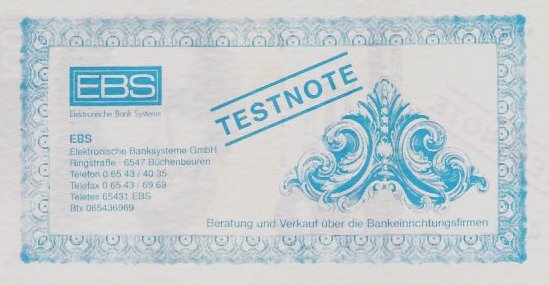 EBS
Elektronische Bank Systeme
TESTNOTE
EBS
Elektronische Banksysteme GmbH
Ringstraße · 6547 Büchenbeuren
Telefon 0 65 43 / 40 35
Telefax 0 65 43 / 69 69
Teletex 65431 EBS
Btx 065436969
Beratung und Verkauf über die Bankeinrichtungsfirmen